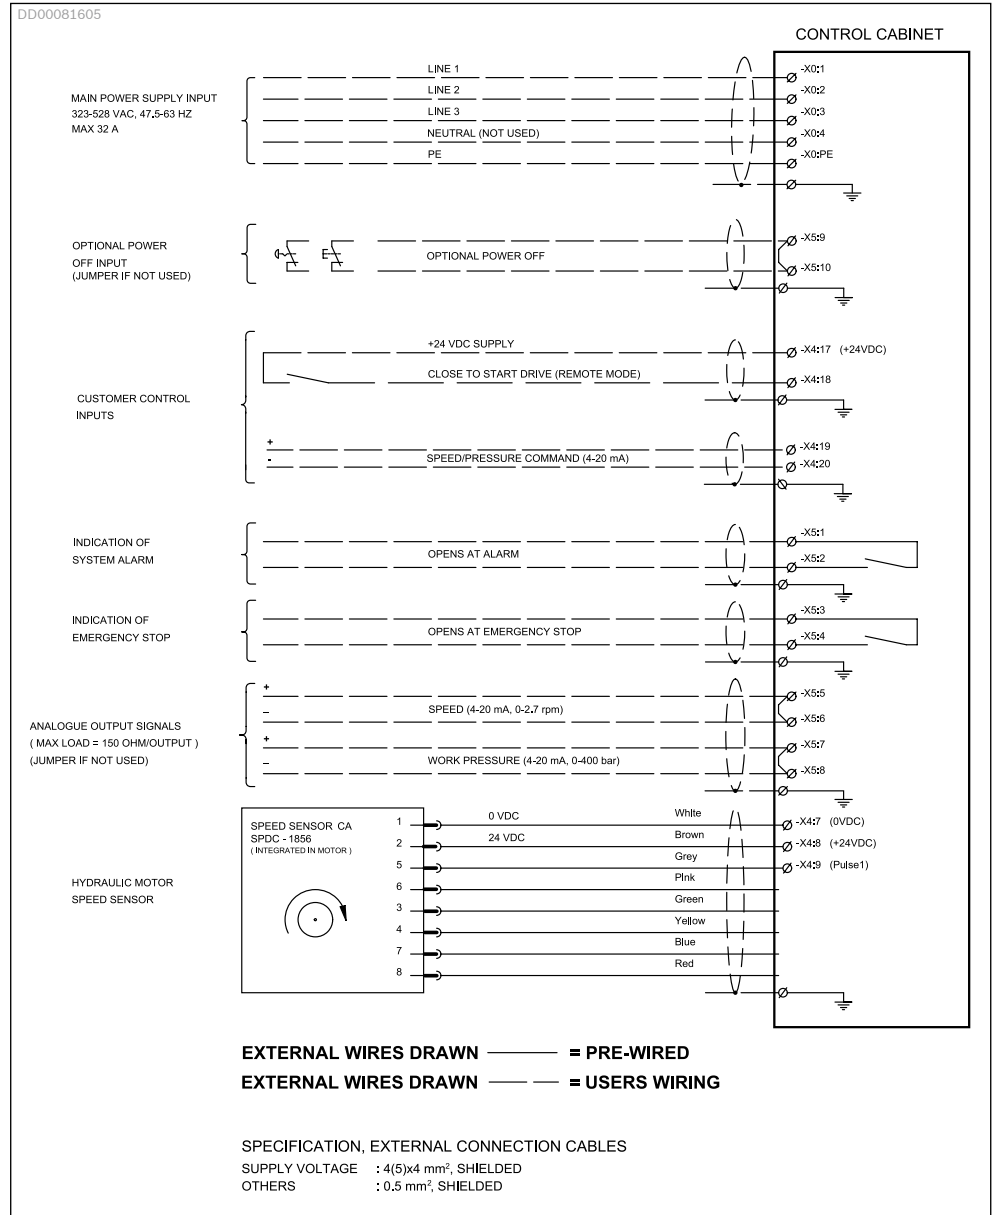 DD00081605
CONTROL CABINET
MAIN POWER SUPPLY INPUT
323-528 VAC, 47.5-63 HZ
MAX 32 A
LINE 1
-X0:1
LINE 2
-X0:2
LINE 3
-X0:3
NEUTRAL (NOT USED)
-X0:4
PE
-X0:PE
OPTIONAL POWER
OFF INPUT
(JUMPER IF NOT USED)
OPTIONAL POWER OFF
-X5:9
-X5:10
CUSTOMER CONTROL
INPUTS
+24 VDC SUPPLY
-X4:17 (+24VDC)
CLOSE TO START DRIVE (REMOTE MODE)
-X4:18
+
-
SPEED/PRESSURE COMMAND (4-20 mA)
-X4:19
-X4:20
INDICATION OF
SYSTEM ALARM
OPENS AT ALARM
-X5:1
-X5:2
INDICATION OF
EMERGENCY STOP
OPENS AT EMERGENCY STOP
-X5:3
-X5:4
ANALOGUE OUTPUT SIGNALS
( MAX LOAD = 150 OHM/OUTPUT )
(JUMPER IF NOT USED)
+
–
SPEED (4-20 mA, 0-2.7 rpm)
-X5:5
-X5:6
+
–
WORK PRESSURE (4-20 mA, 0-400 bar)
-X5:7
-X5:8
HYDRAULIC MOTOR
SPEED SENSOR
SPEED SENSOR CA
SPDC - 1856
( INTEGRATED IN MOTOR )
1
0 VDC
White
-X4:7 (0VDC)
2
24 VDC
Brown
-X4:8 (+24VDC)
5
Grey
-X4:9 (Pulse1)
6
Pink
3
Green
4
Yellow
7
Blue
8
Red
EXTERNAL WIRES DRAWN = PRE-WIRED
EXTERNAL WIRES DRAWN = USERS WIRING
SPECIFICATION, EXTERNAL CONNECTION CABLES
SUPPLY VOLTAGE : 4(5)x4 mm², SHIELDED
OTHERS : 0.5 mm², SHIELDED